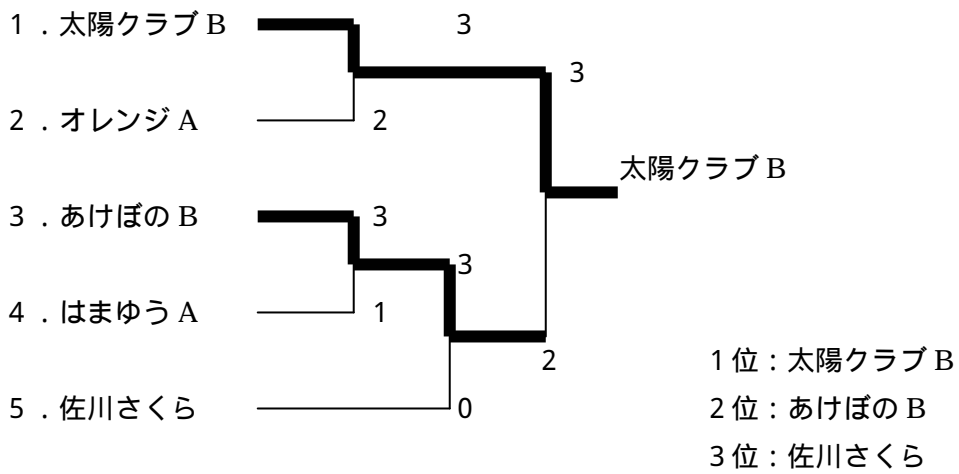 1 . 太陽クラブ B
3
3
2 . オレンジ A
2
太陽クラブ B
3 . あけぼの B
3
3
4 . はまゆう A
1
2
1位：太陽クラブ B
5 . 佐川さくら
0
2位：あけぼの B
3位：佐川さくら